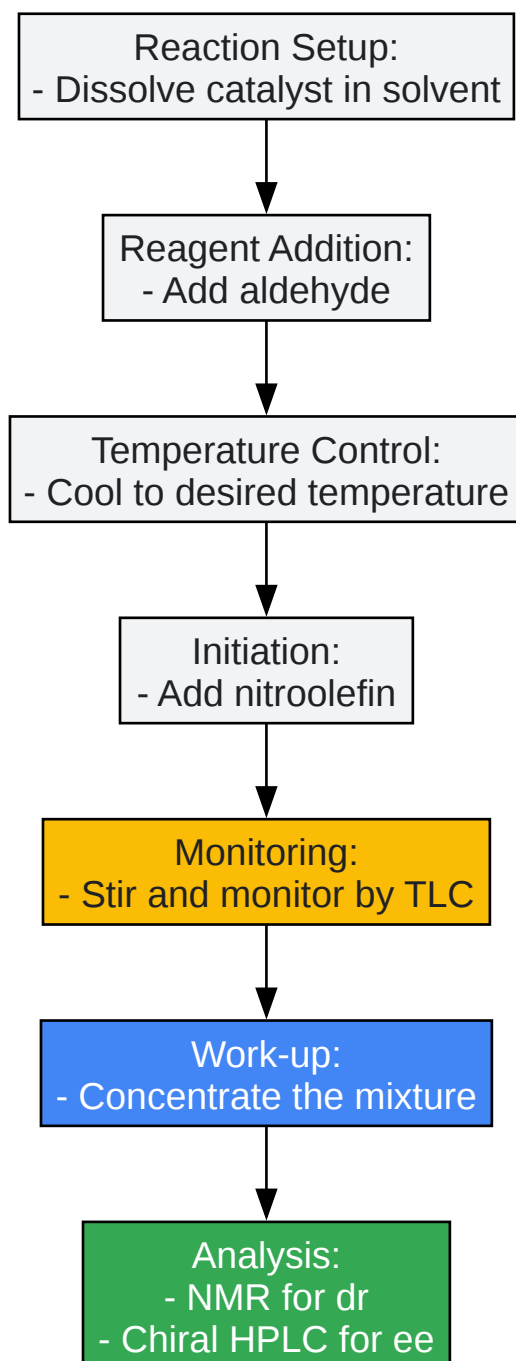 Reaction Setup:
- Dissolve catalyst in solvent
Reagent Addition:
- Add aldehyde
Temperature Control:
- Cool to desired temperature
Initiation:
- Add nitroolefin
Monitoring:
- Stir and monitor by TLC
Work-up:
- Concentrate the mixture
Analysis:
- NMR for dr
- Chiral HPLC for ee